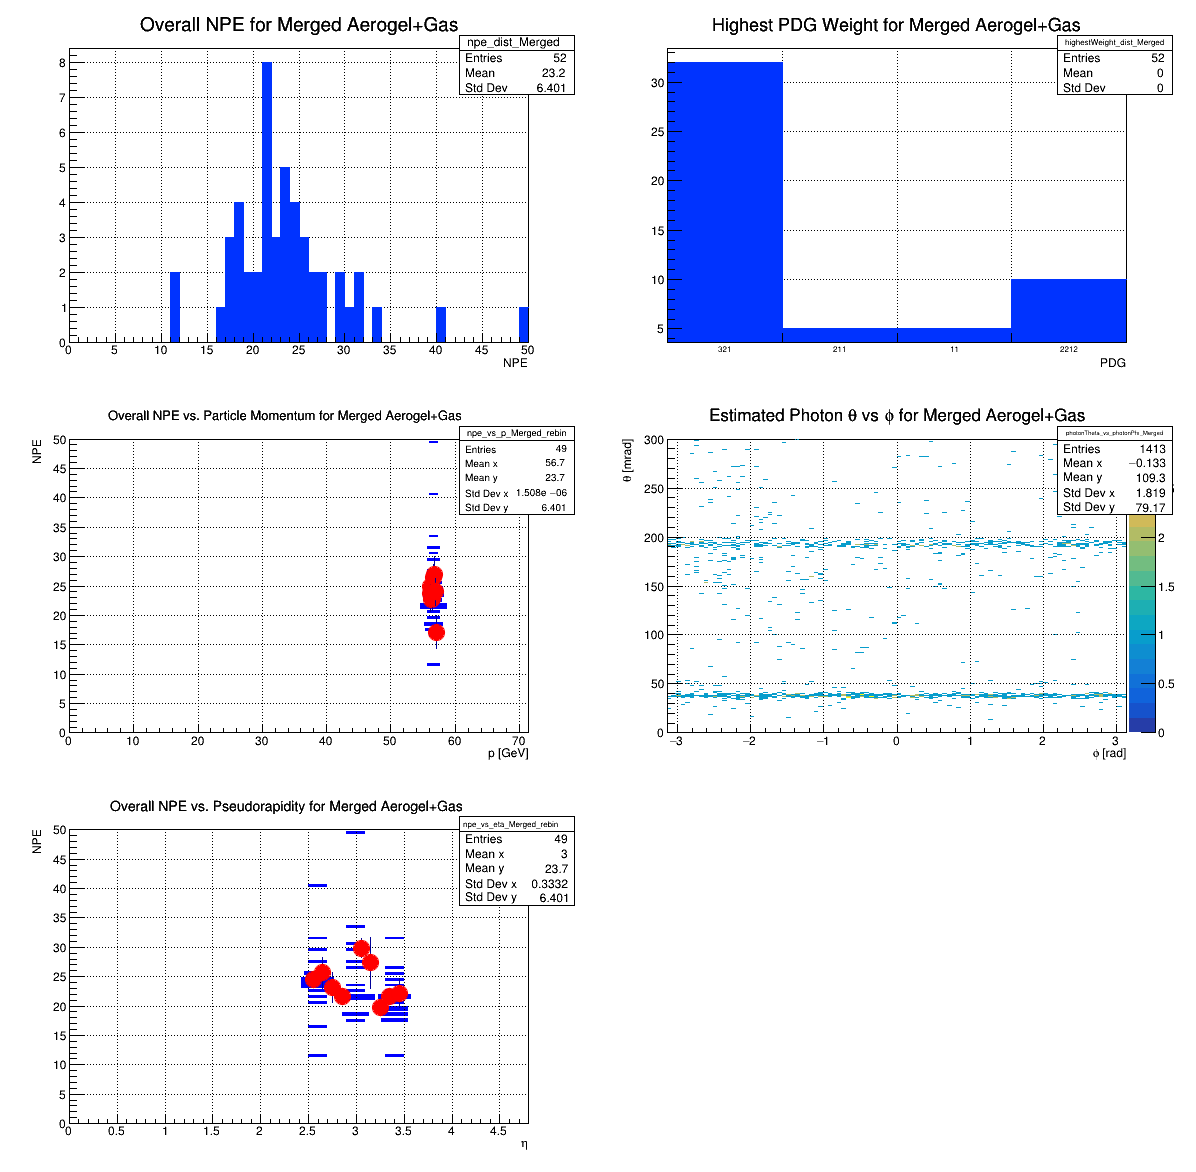 Overall NPE for Merged Aerogel+Gas
npe_dist_Merged
Entries 52
Mean 23.2
Std Dev 6.401
8
7
6
5
4
3
2
1
0
0 5 10 15 20 25 30 35 40 45 50
NPE
Highest PDG Weight for Merged Aerogel+Gas
highestWeight_dist_Merged
Entries 52
Mean 0
Std Dev 0
30
25
20
15
10
5
321 211 11 2212
PDG
Overall NPE vs. Particle Momentum for Merged Aerogel+Gas
NPE
npe_vs_p_Merged_rebin
Entries 49
Mean x 56.7
Mean y 23.7
Std Dev x 1.508e −06
Std Dev y 6.401
50
45
40
35
30
25
20
15
10
5
0
0 10 20 30 40 50 60 70
p [GeV]
Estimated Photon θ vs ϕ for Merged Aerogel+Gas
θ [mrad]
photonTheta_vs_photonPhi_Merged
Entries 1413
Mean x −0.133
Mean y 109.3
Std Dev x 1.819
Std Dev y 79.17
300
250
200
150
100
50
0
−3 −2 −1 0 1 2 3
ϕ [rad]
2
1.5
1
0.5
0
Overall NPE vs. Pseudorapidity for Merged Aerogel+Gas
NPE
npe_vs_eta_Merged_rebin
Entries 49
Mean x 3
Mean y 23.7
Std Dev x 0.3332
Std Dev y 6.401
50
45
40
35
30
25
20
15
10
5
0
0 0.5 1 1.5 2 2.5 3 3.5 4 4.5
η